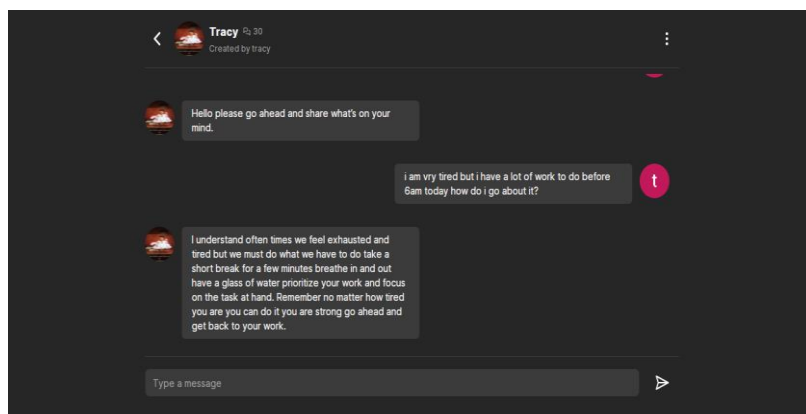 Tracy 30
Created by tracy
Hello please go ahead and share what's on your
mind.
i am vry tired but i have a lot of work to do before
6am today how do i go about it?
t
I understand often times we feel exhausted and
tired but we must do what we have to do take a
short break for a few minutes breathe in and out
have a glass of water prioritize your work and focus
on the task at hand. Remember no matter how tired
you are you can do it you are strong go ahead and
get back to your work.
Type a message